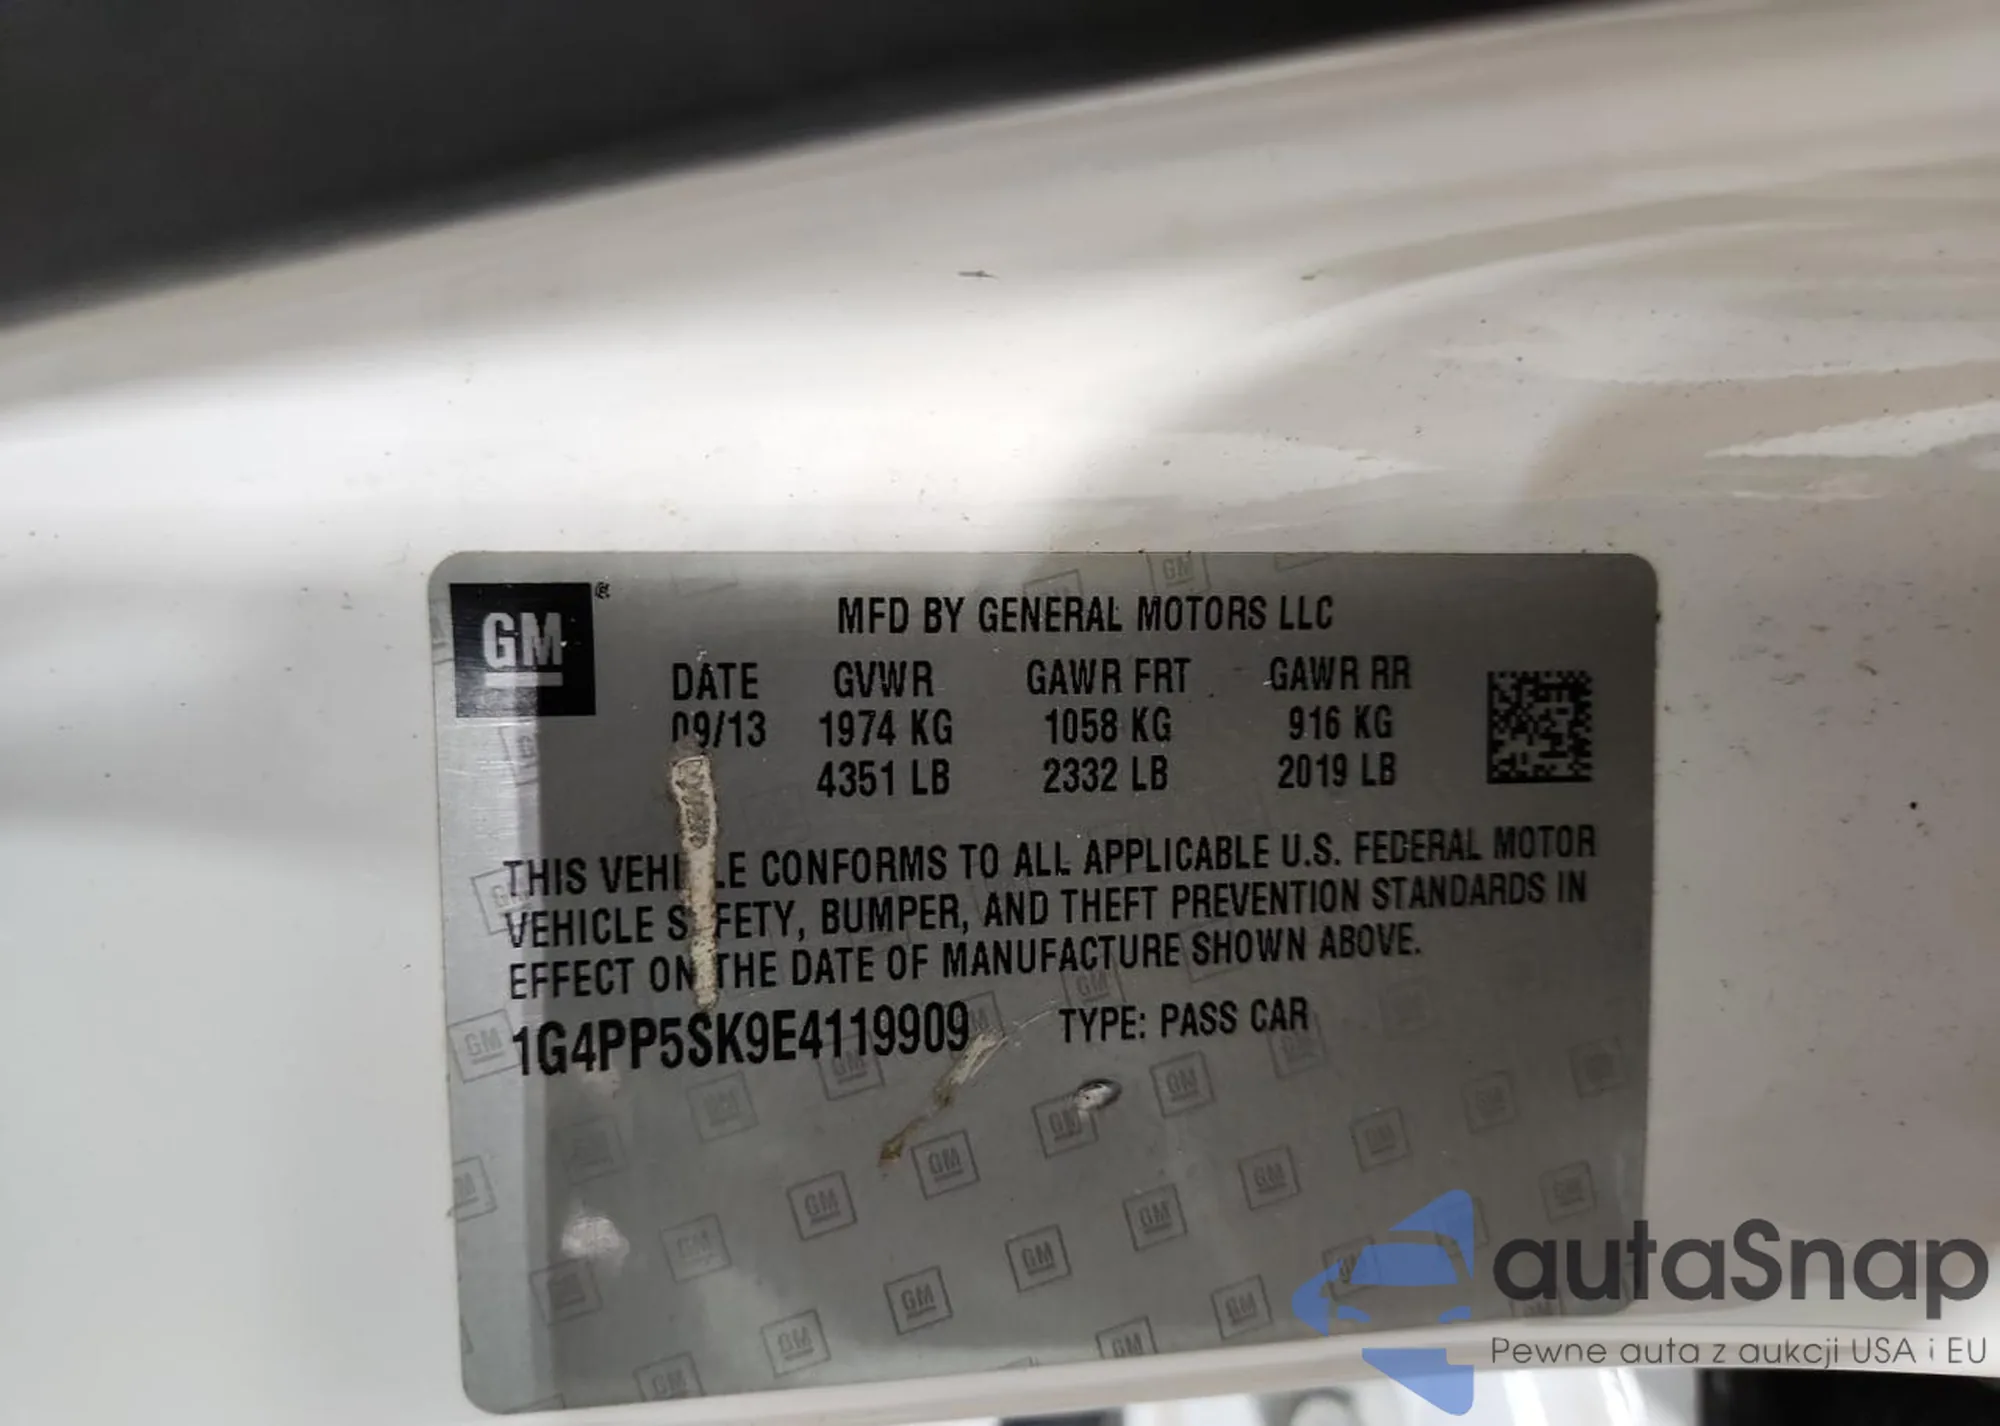 GM®
MFD BY GENERAL MOTORS LLC
DATE GVWR GAWR FRT GAWR RR
09/13 1974 KG 1058 KG 916 KG
4351 LB 2332 LB 2019 LB
THIS VEHI LE CONFORMS TO ALL APPLICABLE U.S. FEDERAL MOTOR
VEHICLE S FETY, BUMPER, AND THEFT PREVENTION STANDARDS IN
EFFECT ON THE DATE OF MANUFACTURE SHOWN ABOVE.
1G4PP5SK9E4119909 TYPE: PASS CAR
autaSnap
Pewne auta z aukcji USA i EU